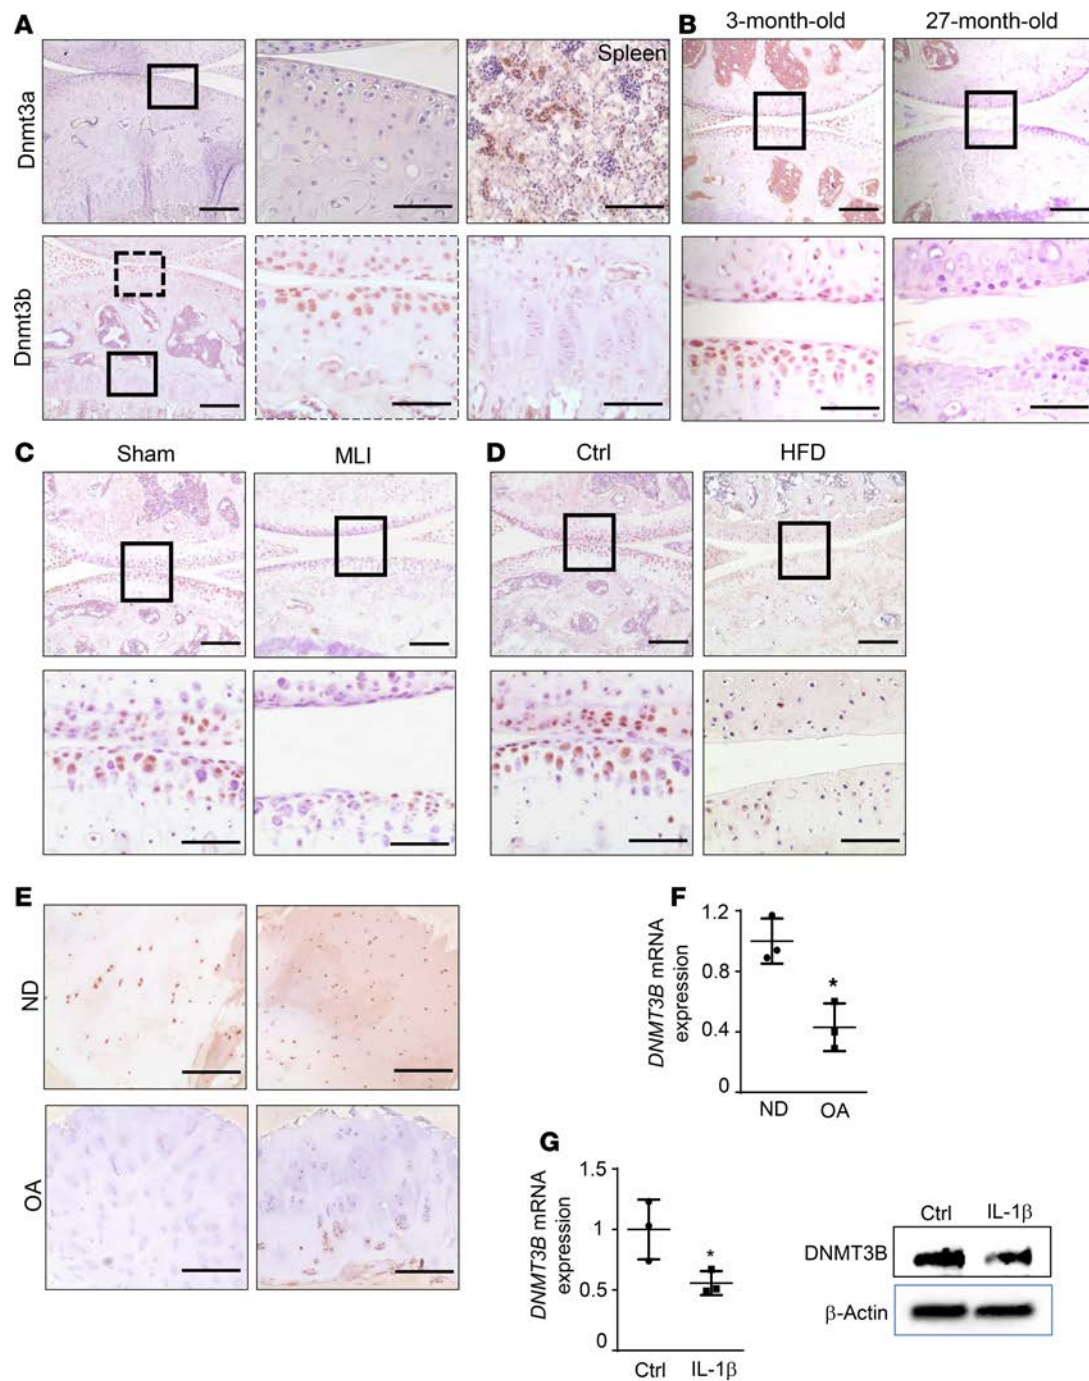 A
Dnmt3a
Spleen
Dnmt3b
B
3-month-old
27-month-old
C
Sham
MLI
D
Ctrl
HFD
E
ND
OA
F
DNMT3B mRNA
expression
1.2
0.8
0.4
0
*
ND
OA
G
DNMT3B mRNA
expression
1.5
1
0.5
0
*
Ctrl
IL-1β
Ctrl
IL-1β
DNMT3B
β-Actin